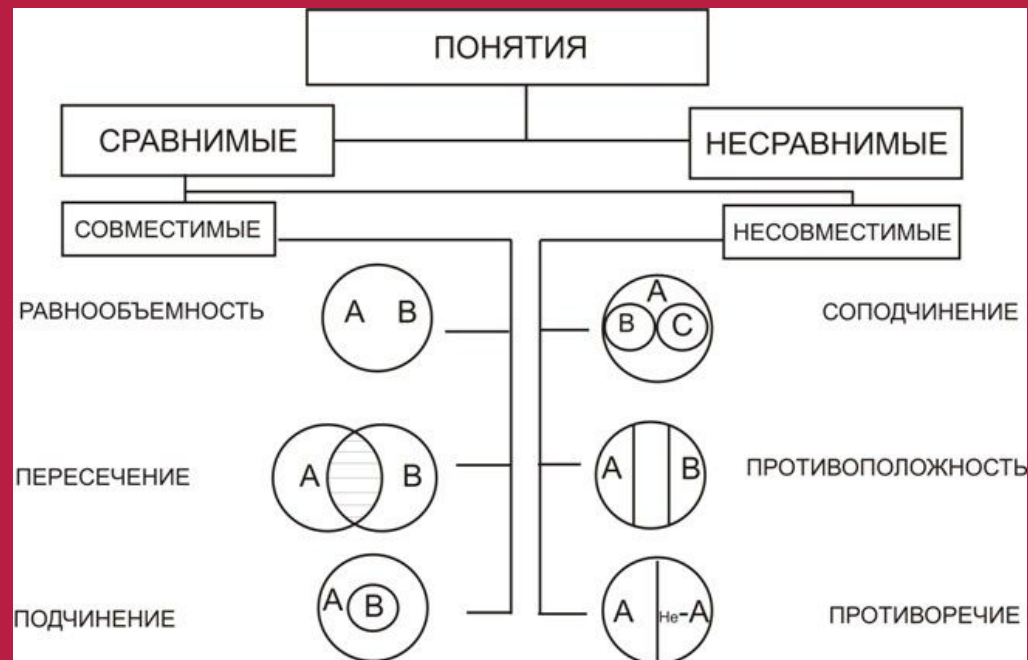 ПОНЯТИЯ
СРАВНИМЫЕ
НЕСРАВНИМЫЕ
СОВМЕСТИМЫЕ
НЕСОВМЕСТИМЫЕ
РАВНООБЪЕМНОСТЬ
A B
A
B C
СОПОДЧИНЕНИЕ
ПЕРЕСЕЧЕНИЕ
A B
A B
ПРОТИВОПОЛОЖНОСТЬ
ПОДЧИНЕНИЕ
A B
A Не-A
ПРОТИВОРЕЧИЕ